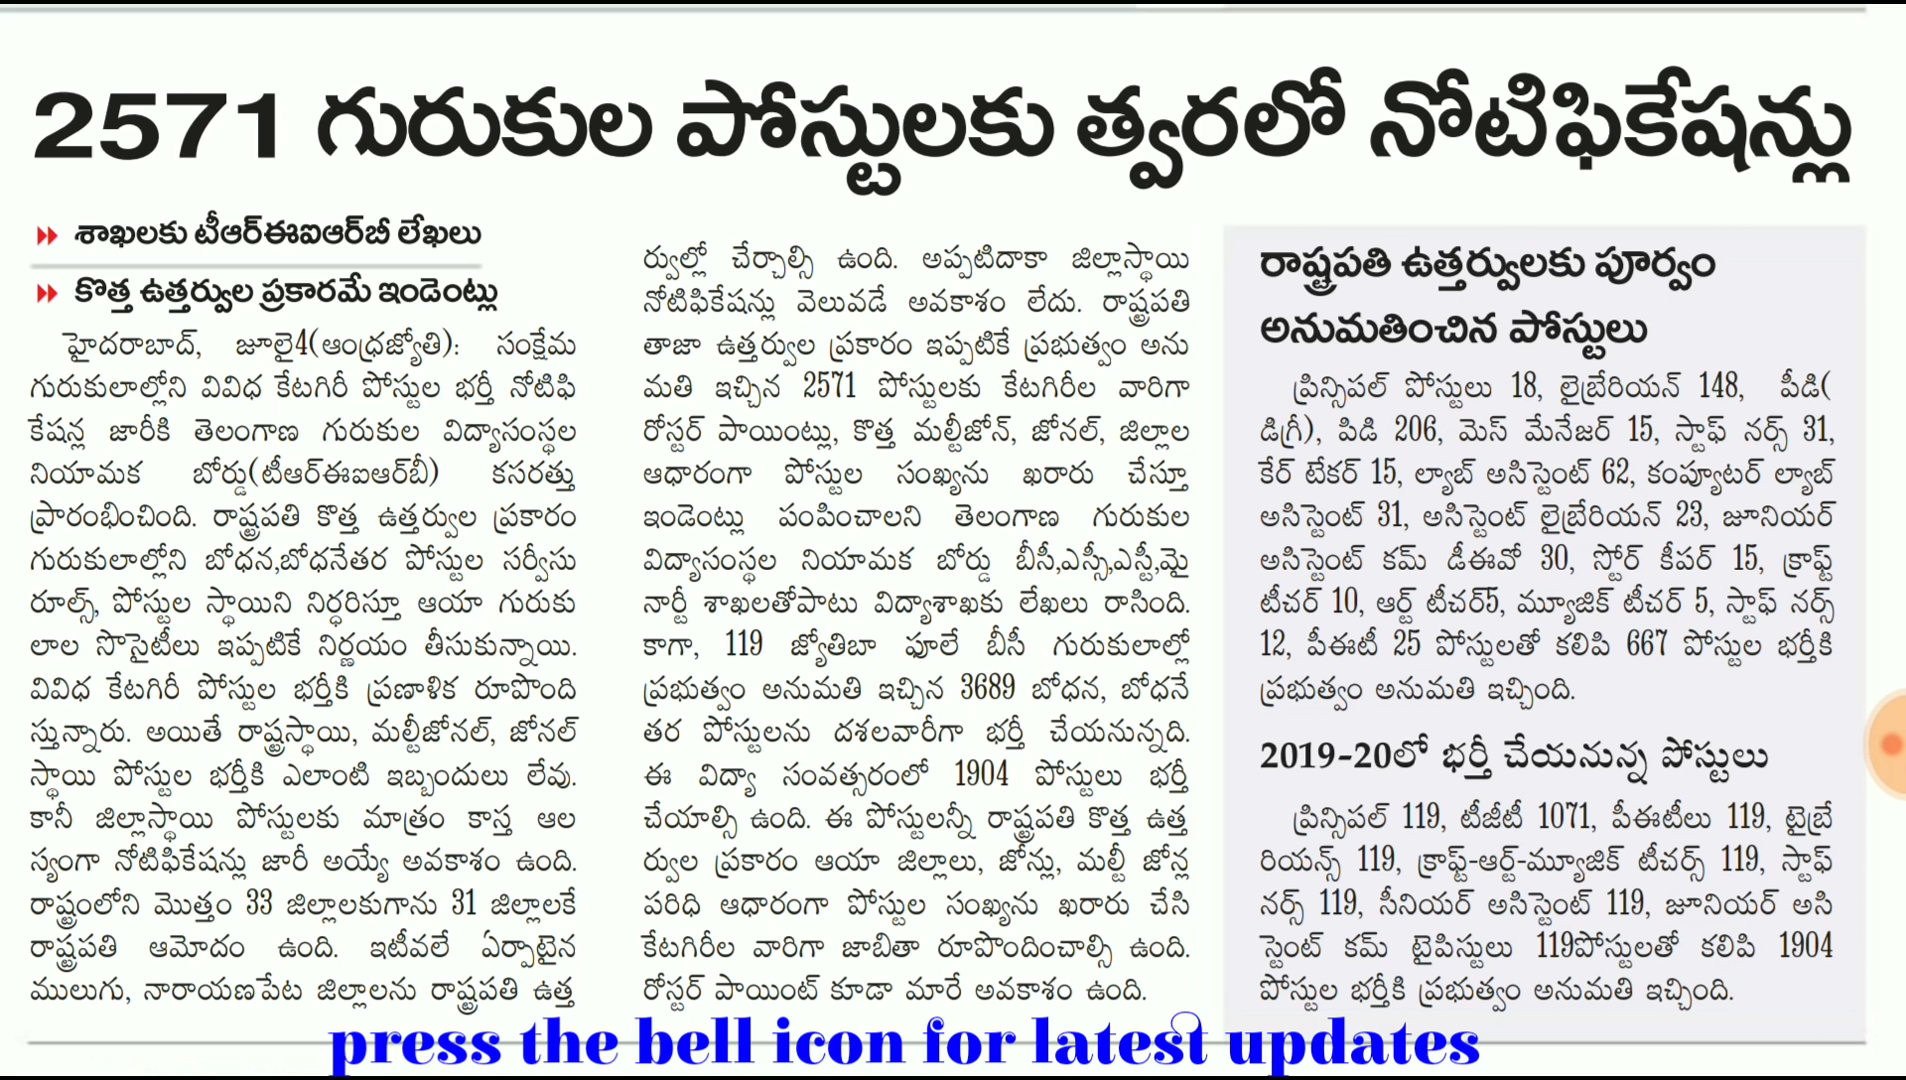 2571 గురుకుల పోస్టులకు త్వరలో నోటిఫికేషన్లు
శాఖలకు టీఆర్ఈఐఆర్‌బీ లేఖలు
కొత్త ఉత్తర్వుల ప్రకారమే ఇండెంట్లు
హైదరాబాద్, జూలై4(ఆంధ్రజ్యోతి): సంక్షేమ
గురుకులాల్లోని వివిధ కేటగిరీ పోస్టుల భర్తీ నోటిఫి
కేషన్ల జారీకి తెలంగాణ గురుకుల విద్యాసంస్థల
నియామక బోర్డు(టీఆర్ఈఐఆర్‌బీ) కసరత్తు
ప్రారంభించింది. రాష్ట్రపతి కొత్త ఉత్తర్వుల ప్రకారం
గురుకులాల్లోని బోధన,బోధనేతర పోస్టుల సర్వీసు
రూల్స్, పోస్టుల స్థాయిని నిర్ధరిస్తూ ఆయా గురుకు
లాల సొసైటీలు ఇప్పటికే నిర్ణయం తీసుకున్నాయి.
వివిధ కేటగిరీ పోస్టుల భర్తీకి ప్రణాళిక రూపొంది
స్తున్నారు. అయితే రాష్ట్రస్థాయి, మల్టీజోనల్, జోనల్
స్థాయి పోస్టుల భర్తీకి ఎలాంటి ఇబ్బందులు లేవు.
కానీ జిల్లాస్థాయి పోస్టులకు మాత్రం కాస్త ఆల
స్యంగా నోటిఫికేషన్లు జారీ అయ్యే అవకాశం ఉంది.
రాష్ట్రంలోని మొత్తం 33 జిల్లాలకుగాను 31 జిల్లాలకే
రాష్ట్రపతి ఆమోదం ఉంది. ఇటీవలే ఏర్పాటైన
ములుగు, నారాయణపేట జిల్లాలను రాష్ట్రపతి ఉత్త
ర్వుల్లో చేర్చాల్సి ఉంది. అప్పటిదాకా జిల్లాస్థాయి
నోటిఫికేషన్లు వెలువడే అవకాశం లేదు. రాష్ట్రపతి
తాజా ఉత్తర్వుల ప్రకారం ఇప్పటికే ప్రభుత్వం అను
మతి ఇచ్చిన 2571 పోస్టులకు కేటగిరీల వారిగా
రోస్టర్ పాయింట్లు, కొత్త మల్టీజోన్, జోనల్, జిల్లాల
ఆధారంగా పోస్టుల సంఖ్యను ఖరారు చేస్తూ
ఇండెంట్లు పంపించాలని తెలంగాణ గురుకుల
విద్యాసంస్థల నియామక బోర్డు బీసీ,ఎస్సీ,ఎస్టీ,మై
నార్టీ శాఖలతోపాటు విద్యాశాఖకు లేఖలు రాసింది.
కాగా, 119 జ్యోతిబా ఫూలే బీసీ గురుకులాల్లో
ప్రభుత్వం అనుమతి ఇచ్చిన 3689 బోధన, బోధనే
తర పోస్టులను దశలవారీగా భర్తీ చేయనున్నది.
ఈ విద్యా సంవత్సరంలో 1904 పోస్టులు భర్తీ
చేయాల్సి ఉంది. ఈ పోస్టులన్నీ రాష్ట్రపతి కొత్త ఉత్త
ర్వుల ప్రకారం ఆయా జిల్లాలు, జోన్లు, మల్టీ జోన్ల
పరిధి ఆధారంగా పోస్టుల సంఖ్యను ఖరారు చేసి
కేటగిరీల వారిగా జాబితా రూపొందించాల్సి ఉంది.
రోస్టర్ పాయింట్ కూడా మారే అవకాశం ఉంది.
రాష్ట్రపతి ఉత్తర్వులకు పూర్వం
అనుమతించిన పోస్టులు
ప్రిన్సిపల్ పోస్టులు 18, లైబ్రేరియన్ 148, పీడి(
డిగ్రీ), పిడి 206, మెస్ మేనేజర్ 15, స్టాఫ్ నర్స్ 31,
కేర్ టేకర్ 15, ల్యాబ్ అసిస్టెంట్ 62, కంప్యూటర్ ల్యాబ్
అసిస్టెంట్ 31, అసిస్టెంట్ లైబ్రేరియన్ 23, జూనియర్
అసిస్టెంట్ కమ్ డీఈవో 30, స్టోర్ కీపర్ 15, క్రాఫ్ట్
టీచర్ 10, ఆర్ట్ టీచర్5, మ్యూజిక్ టీచర్ 5, స్టాఫ్ నర్స్
12, పీఈటీ 25 పోస్టులతో కలిపి 667 పోస్టుల భర్తీకి
ప్రభుత్వం అనుమతి ఇచ్చింది.
2019-20లో భర్తీ చేయనున్న పోస్టులు
ప్రిన్సిపల్ 119, టీజీటీ 1071, పీఈటీలు 119, లైబ్రే
రియన్స్ 119, క్రాఫ్ట్-ఆర్ట్-మ్యూజిక్ టీచర్స్ 119, స్టాఫ్
నర్స్ 119, సీనియర్ అసిస్టెంట్ 119, జూనియర్ అసి
స్టెంట్ కమ్ టైపిస్టులు 119పోస్టులతో కలిపి 1904
పోస్టుల భర్తీకి ప్రభుత్వం అనుమతి ఇచ్చింది.
press the bell icon for latest updates